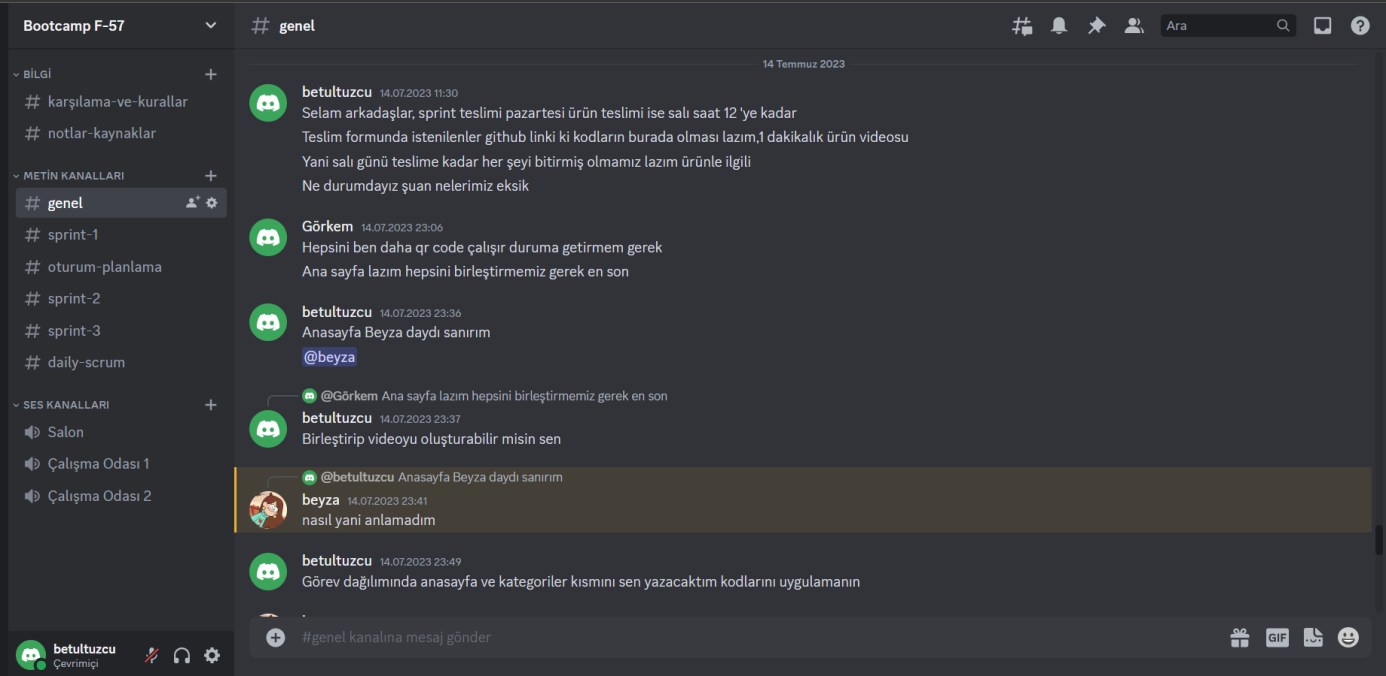 Bootcamp F-57
BİLGİ
karşılama-ve-kurallar
notlar-kaynaklar
METİN KANALLARI
genel
sprint-1
oturum-planlama
sprint-2
sprint-3
daily-scrum
SES KANALLARI
Salon
Çalışma Odası 1
Çalışma Odası 2
betultuzcu
Çevrimiçi
# genel
Ara
14 Temmuz 2023
betultuzcu 14.07.2023 11:30
Selam arkadaşlar, sprint teslimi pazartesi ürün teslimi ise salı saat 12 'ye kadar
Teslim formunda istenilenler github linki ki kodların burada olması lazım,1 dakikalık ürün videosu
Yani salı günü teslime kadar her şeyi bitirmiş olmamız lazım ürünle ilgili
Ne durumdayız şuan nelerimiz eksik
Görkem 14.07.2023 23:06
Hepsini ben daha qr code çalışır duruma getirmem gerek
Ana sayfa lazım hepsini birleştirmemiz gerek en son
betultuzcu 14.07.2023 23:36
Anasayfa Beyza daydı sanırım
@beyza
@Görkem Ana sayfa lazım hepsini birleştirmemiz gerek en son
betultuzcu 14.07.2023 23:37
Birleştirip videoyu oluşturabilir misin sen
@betultuzcu Anasayfa Beyza daydı sanırım
beyza 14.07.2023 23:41
nasıl yani anlamadım
betultuzcu 14.07.2023 23:49
Görev dağılımında anasayfa ve kategoriler kısmını sen yazacaktım kodlarını uygulamanın
#genel kanalına mesaj gönder
GIF